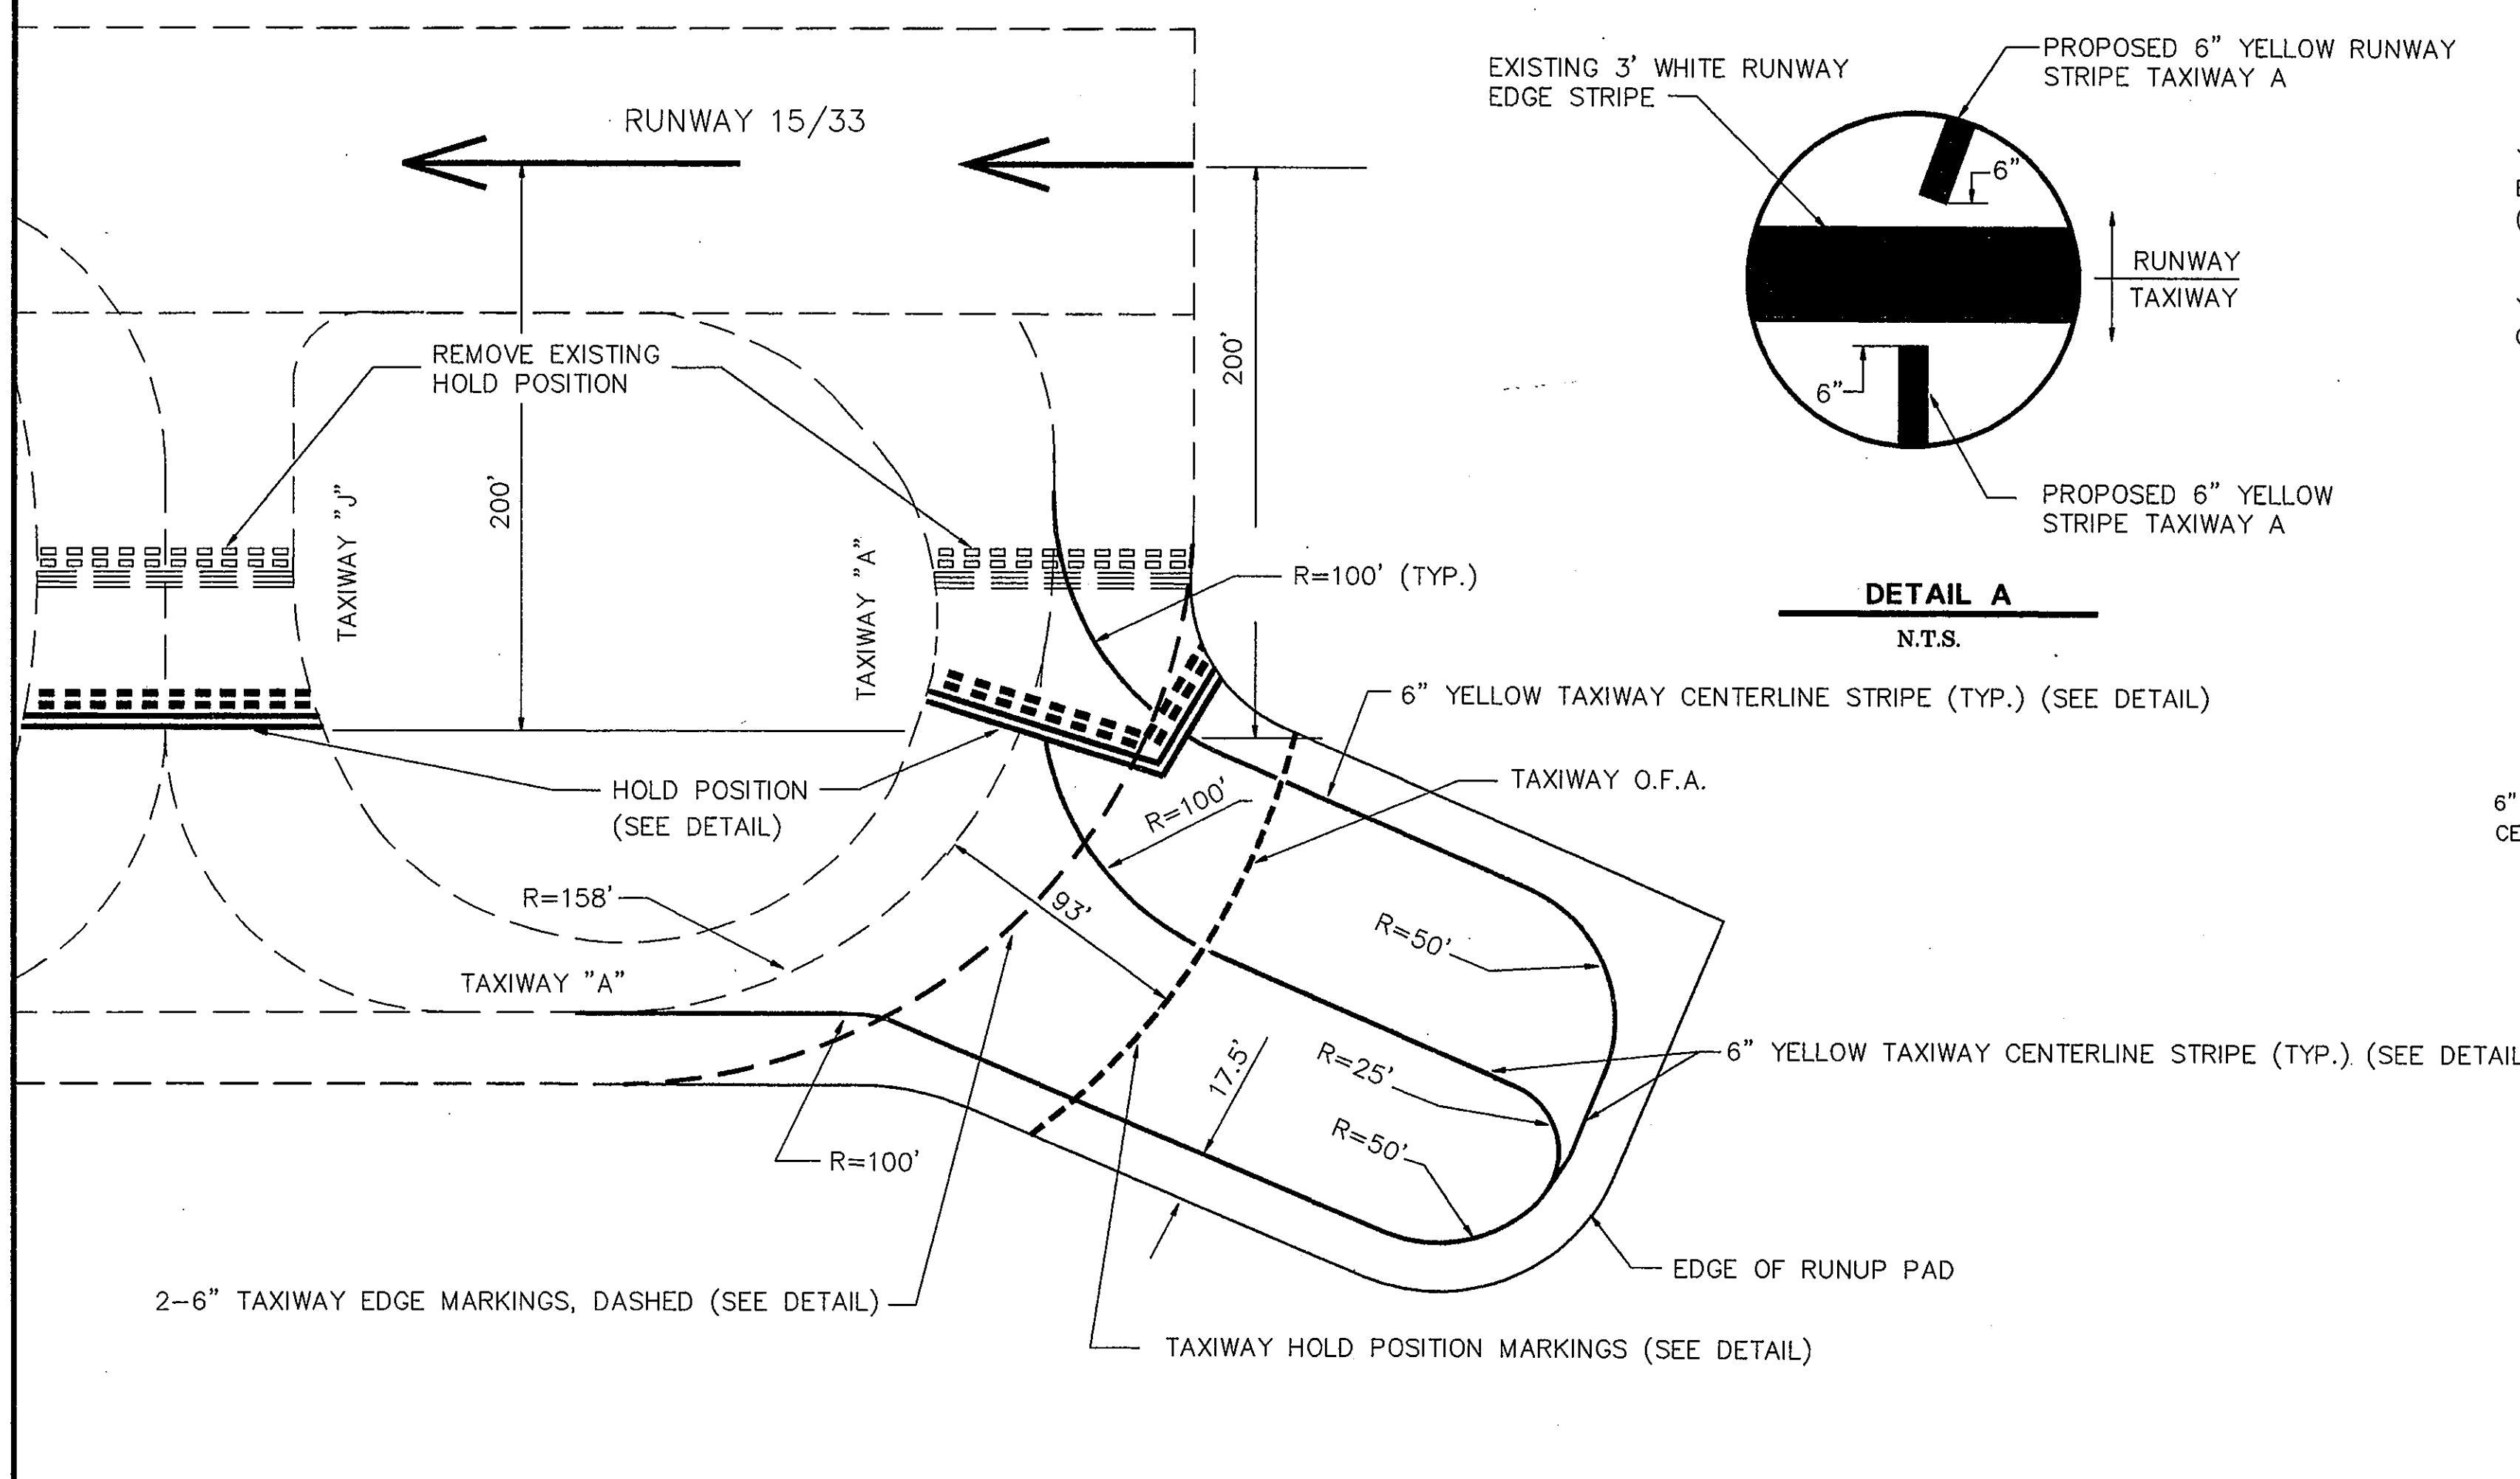 RUNWAY 15/33
REMOVE EXISTING
HOLD POSITION
200'
200'
TAXIWAY "J"
TAXIWAY "A"
R=100' (TYP.)
HOLD POSITION
(SEE DETAIL)
R=158'
TAXIWAY "A"
R=100'
93'
R=50'
R=25'
R=50'
17.5'
R=100'
6" YELLOW TAXIWAY CENTERLINE STRIPE (TYP.) (SEE DETAIL)
TAXIWAY O.F.A.
6" YELLOW TAXIWAY CENTERLINE STRIPE (TYP.) (SEE DETAIL
EDGE OF RUNUP PAD
2-6" TAXIWAY EDGE MARKINGS, DASHED (SEE DETAIL)
TAXIWAY HOLD POSITION MARKINGS (SEE DETAIL)
EXISTING 3' WHITE RUNWAY
EDGE STRIPE
PROPOSED 6" YELLOW RUNWAY
STRIPE TAXIWAY A
6"
RUNWAY
TAXIWAY
6"
PROPOSED 6" YELLOW
STRIPE TAXIWAY A
DETAIL A
N.T.S.
6"
CE